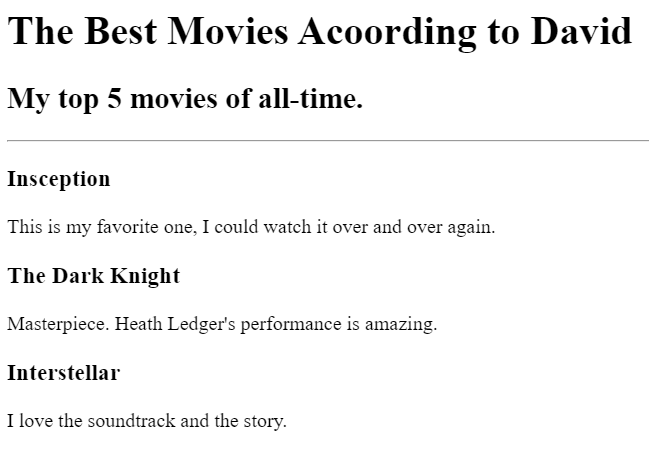 The Best Movies Acoording to David
My top 5 movies of all-time.
Insception
This is my favorite one, I could watch it over and over again.
The Dark Knight
Masterpiece. Heath Ledger's performance is amazing.
Interstellar
I love the soundtrack and the story.